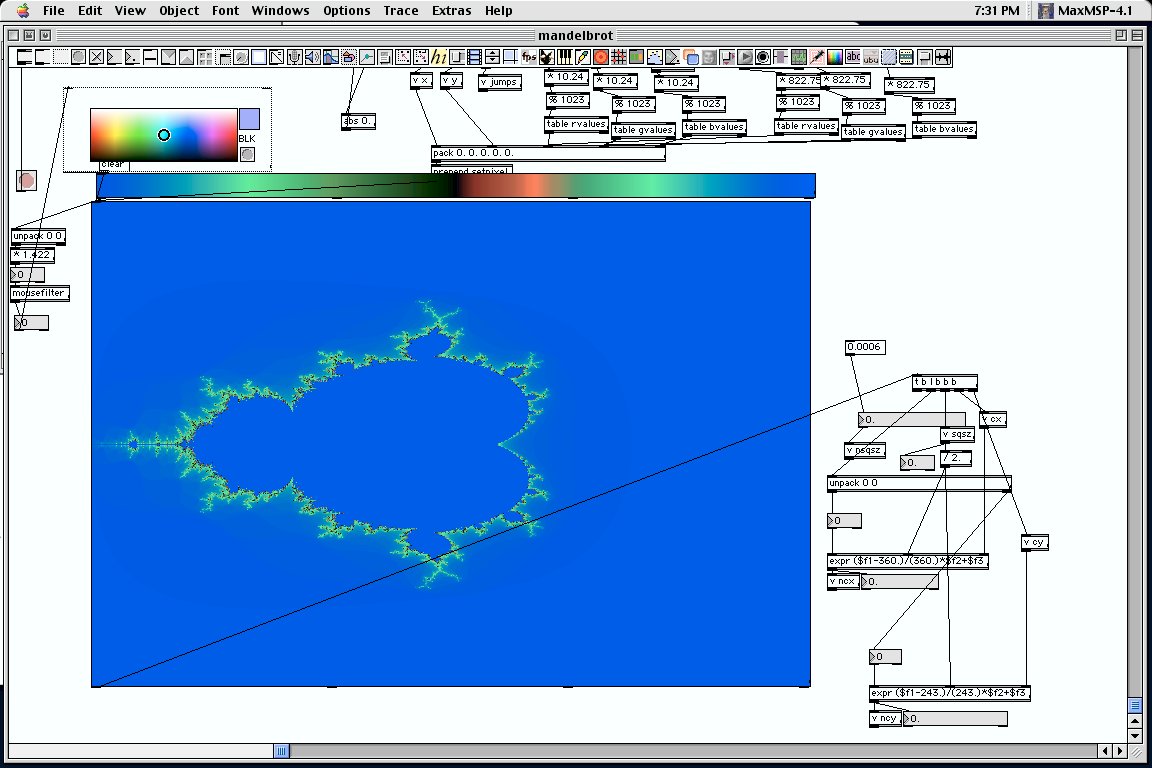 File Edit View Object Font Windows Options Trace Extras Help 7:31 PM MaxMSP-4.1
mandelbrot
hi fps abc abu
v x v y v jumps * 10.24 * 10.24 * 10.24 * 822.75 * 822.75 * 822.75
% 1023 % 1023 % 1023 % 1023 % 1023 % 1023
abs 0. table rvalues table gvalues table bvalues table rvalues table gvalues table bvalues
BLK
pack 0. 0. 0. 0. 0.
clear prepend setpixel
unpack 0 0
* 1.422
0
mousefilter
0
0.0006
t b l b b b
0. v cx
v sqsz
v nsqsz 0. / 2.
unpack 0 0
0
v cy
expr ($f1-360.)/(360.)*$f2+$f3
v ncx 0.
0
expr ($f1-243.)/(243.)*$f2+$f3
v ncy 0.